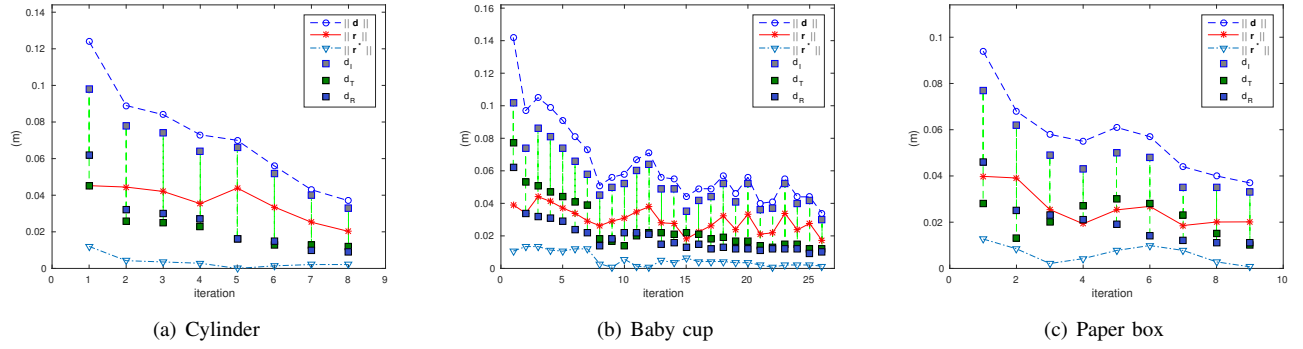 0.14
0.12
0.1
0.08
0.06
0.04
0.02
0
(m)
0 1 2 3 4 5 6 7 8 9
iteration
|| d ||
|| r ||
|| r* ||
d_I
d_T
d_R
(a) Cylinder
0.16
0.14
0.12
0.1
0.08
0.06
0.04
0.02
0.00
(m)
0 5 10 15 20 25
iteration
|| d ||
|| r ||
|| r* ||
d_I
d_T
d_R
(b) Baby cup
0.1
0.08
0.06
0.04
0.02
0
(m)
0 2 4 6 8 10
iteration
|| d ||
|| r ||
|| r* ||
d_I
d_T
d_R
(c) Paper box